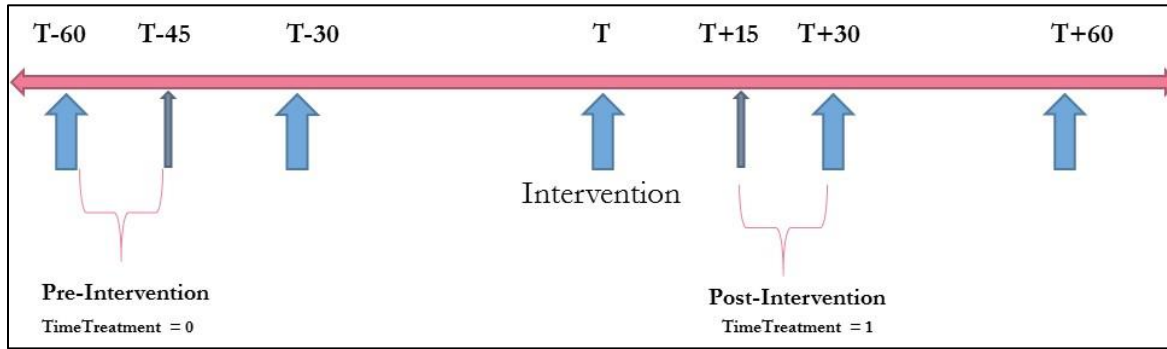 T-60 T-45 T-30 T T+15 T+30 T+60
Intervention
Pre-Intervention
TimeTreatment = 0
Post-Intervention
TimeTreatment = 1